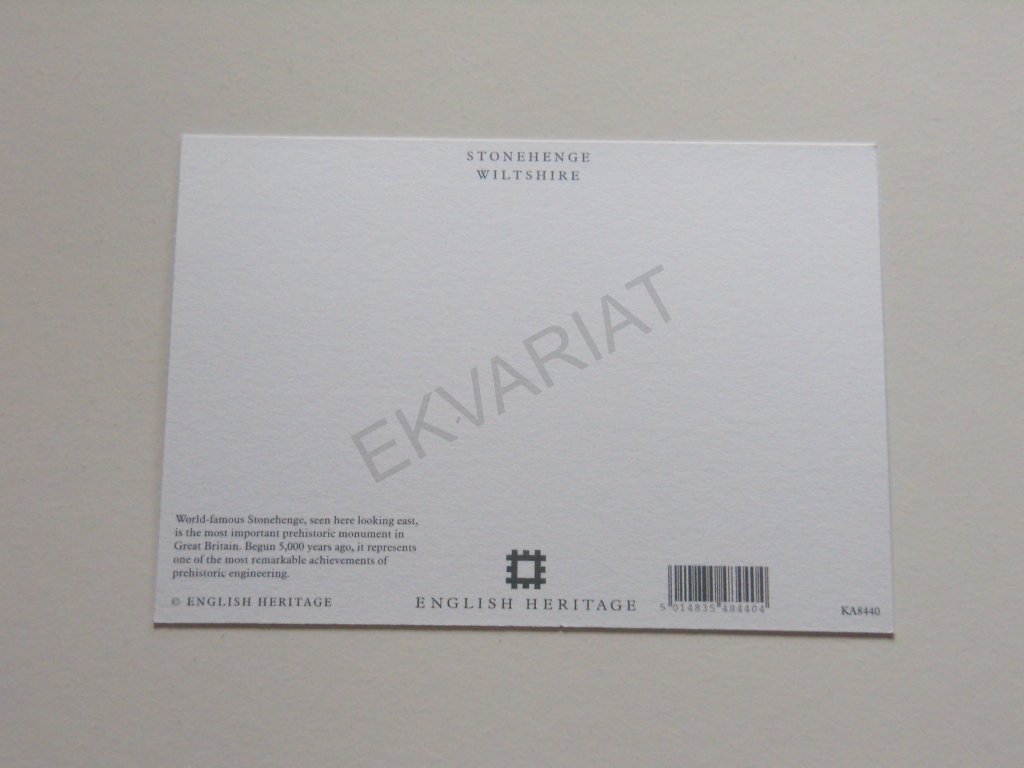 STONEHENGE
WILTSHIRE
EKVARIAT
World-famous Stonehenge, seen here looking east,
is the most important prehistoric monument in
Great Britain. Begun 5,000 years ago, it represents
one of the most remarkable achievements of
prehistoric engineering.
© ENGLISH HERITAGE
ENGLISH HERITAGE
5 014835 484404
KA8440